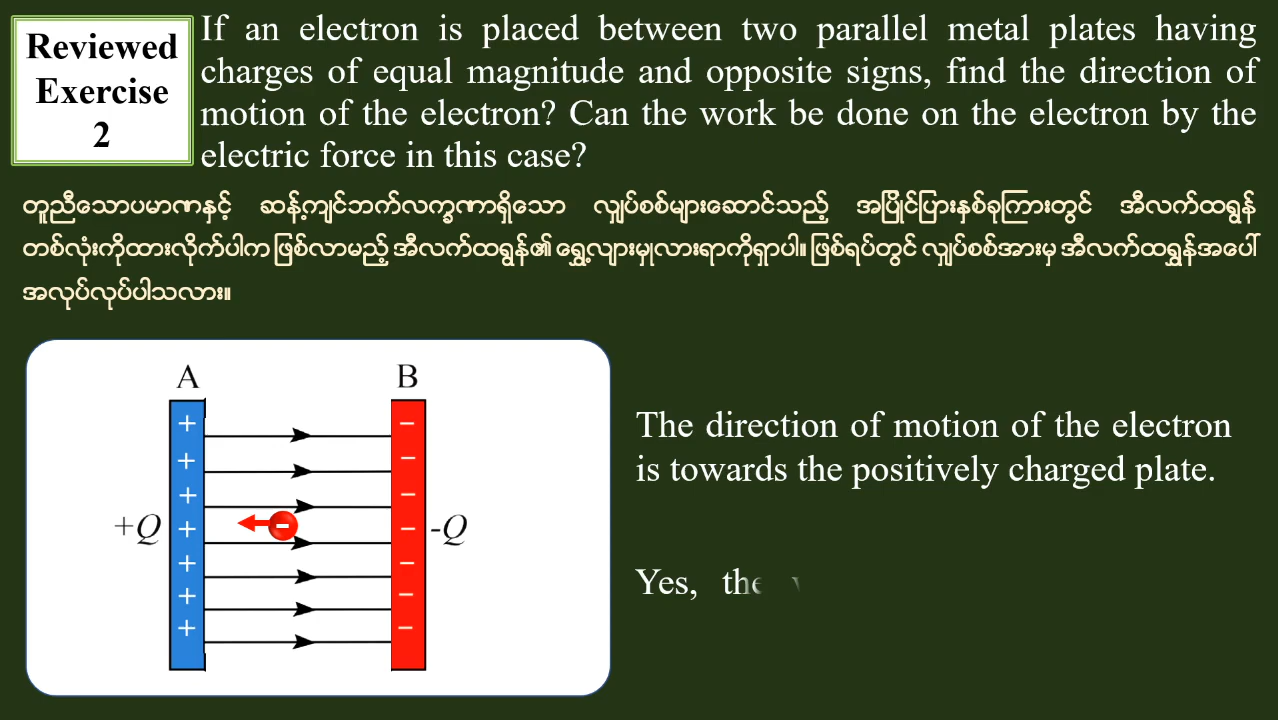 Reviewed
Exercise
2
If an electron is placed between two parallel metal plates having
charges of equal magnitude and opposite signs, find the direction of
motion of the electron? Can the work be done on the electron by the
electric force in this case?
တူညီသောပမာဏနှင့် ဆန့်ကျင်ဘက်လက္ခဏာရှိသော လျှပ်စစ်များဆောင်သည့် အပြိုင်ပြားနှစ်ခုကြားတွင် အီလက်ထရွန်
တစ်လုံးကိုထားလိုက်ပါက ဖြစ်လာမည့် အီလက်ထရွန်၏ ရွှေ့လျားမှုလားရာကိုရှာပါ။ ဖြစ်ရပ်တွင် လျှပ်စစ်အားမှ အီလက်ထရွန်အပေါ်
အလုပ်လုပ်ပါသလား။
A B
+ −
+ −
+ −
+Q + - − -Q
+ −
+ −
+ −
The direction of motion of the electron
is towards the positively charged plate.
Yes, the